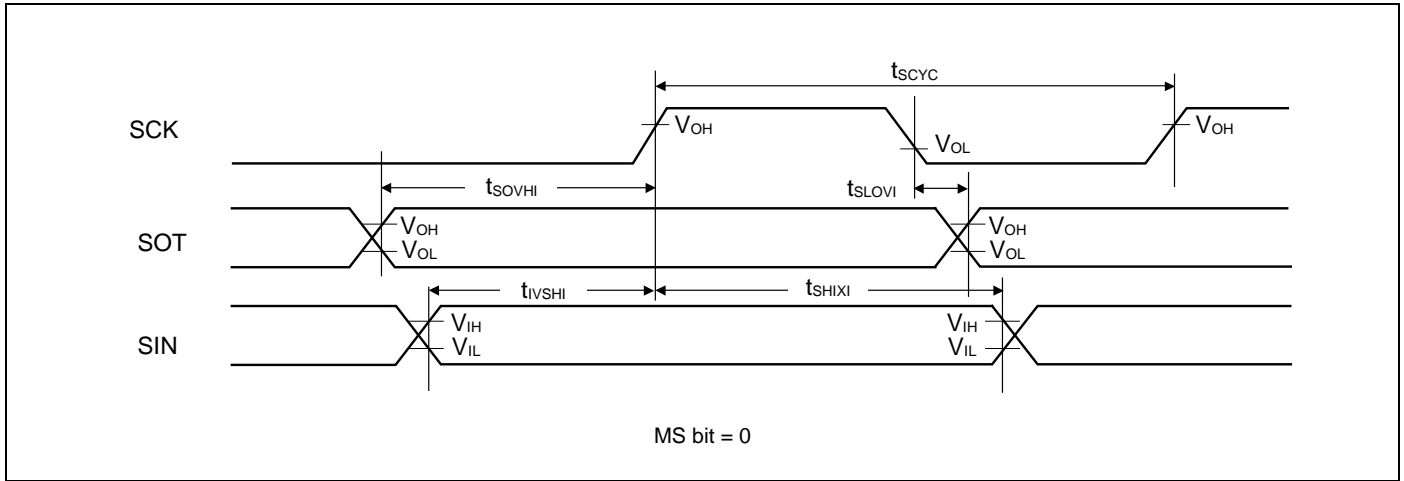 tSCYC
SCK
VOH
VOL
VOH
tSOVHI
tSLOVI
SOT
VOH
VOL
VOH
VOL
tIVSHI
tSHIXI
SIN
VIH
VIL
VIH
VIL
MS bit = 0